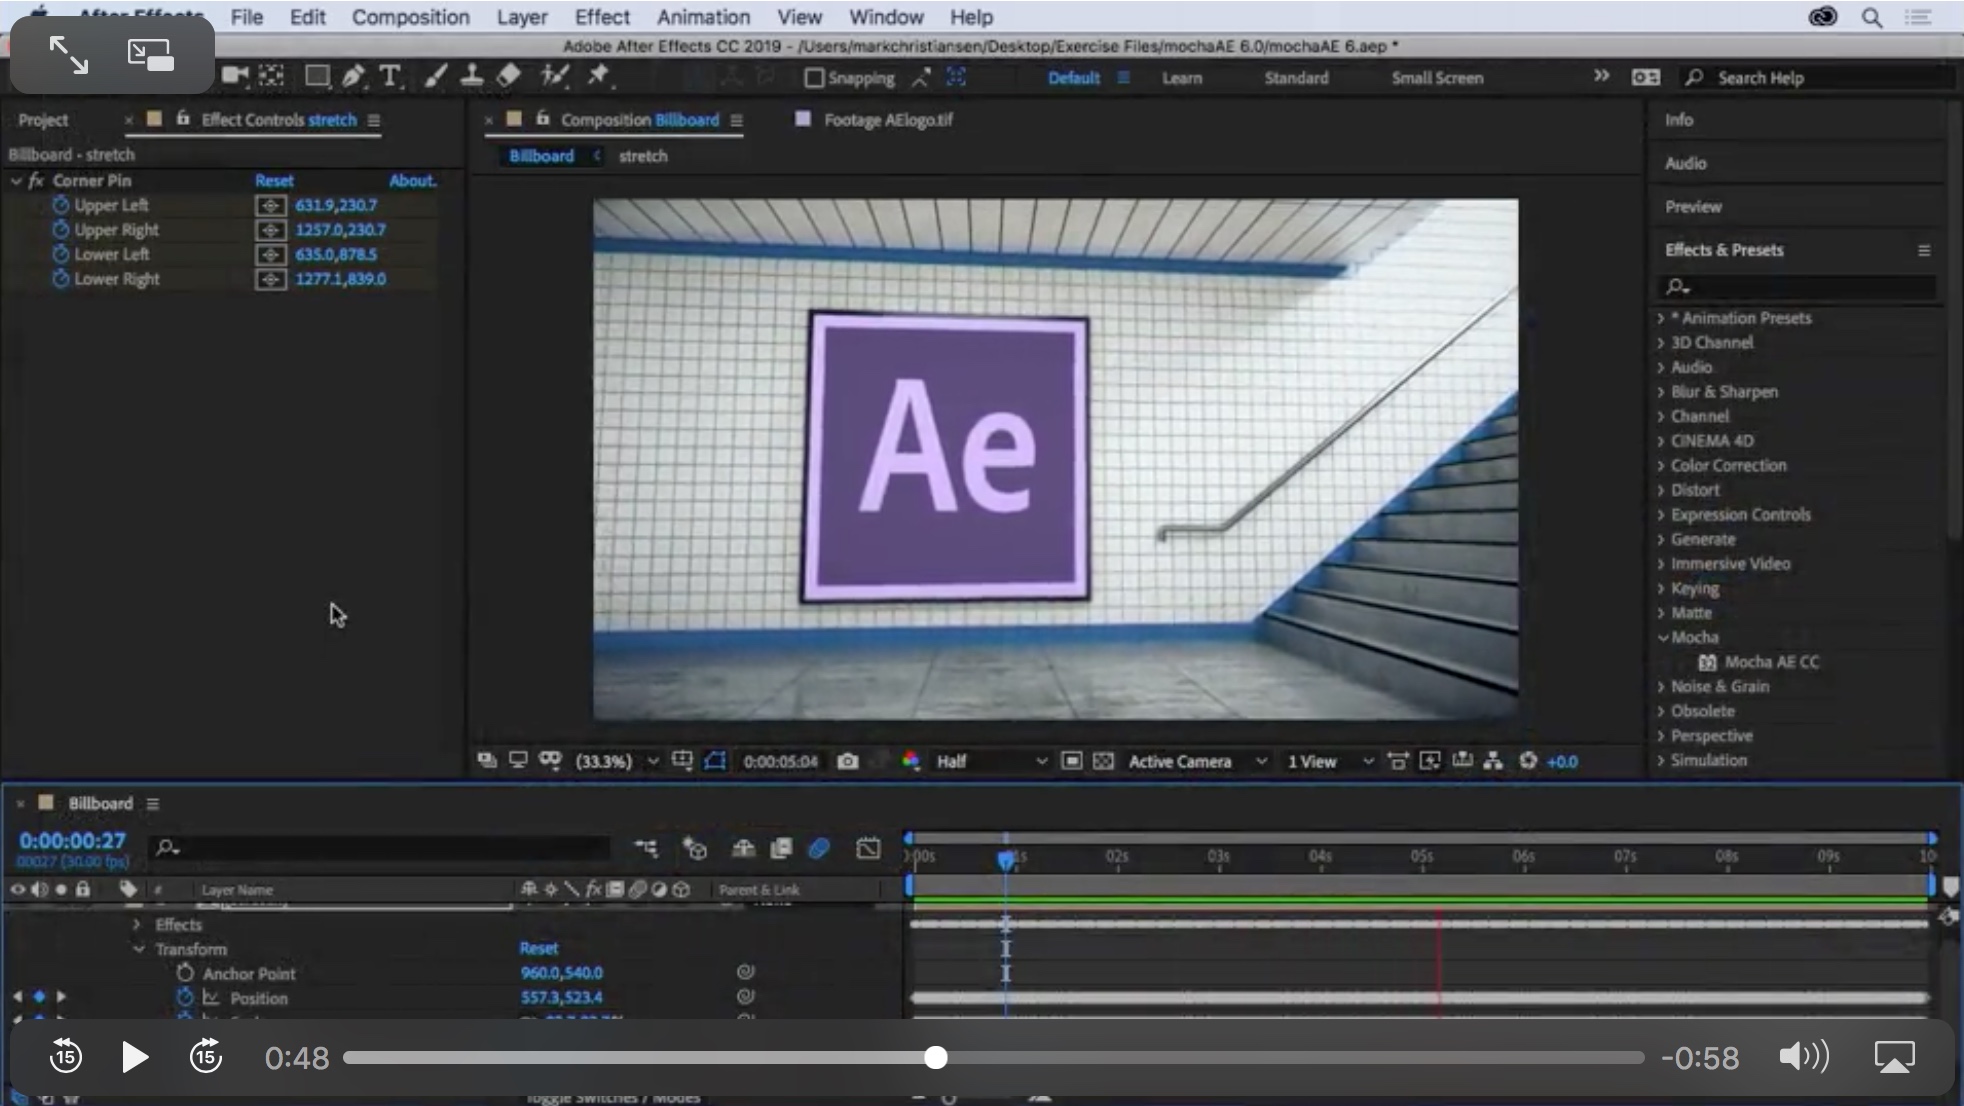 After Effects File Edit Composition Layer Effect Animation View Window Help
Adobe After Effects CC 2019 - /Users/markchristiansen/Desktop/Exercise Files/mochaAE 6.0/mochaAE 6.aep *
T Snapping Default Learn Standard Small Screen » Search Help
Project × Effect Controls stretch
Billboard - stretch
fx Corner Pin Reset About.
Upper Left 631.9,230.7
Upper Right 1257.0,230.7
Lower Left 635.0,878.5
Lower Right 1277.1,839.0
× Composition Billboard Footage AElogo.tif
Billboard stretch
Ae
(33.3%) 0:00:05:04 Half Active Camera 1 View +0.0
Info
Audio
Preview
Effects & Presets
* Animation Presets
3D Channel
Audio
Blur & Sharpen
Channel
CINEMA 4D
Color Correction
Distort
Expression Controls
Generate
Immersive Video
Keying
Matte
Mocha
32 Mocha AE CC
Noise & Grain
Obsolete
Perspective
Simulation
× Billboard
0:00:00:27
00027 (30.00 fps)
# Layer Name fx Parent & Link
:00s 1s 02s 03s 04s 05s 06s 07s 08s 09s 10
Effects
Transform Reset
Anchor Point 960.0,540.0
Position 557.3,523.4
15 15 0:48 -0:58
Toggle Switches / Modes